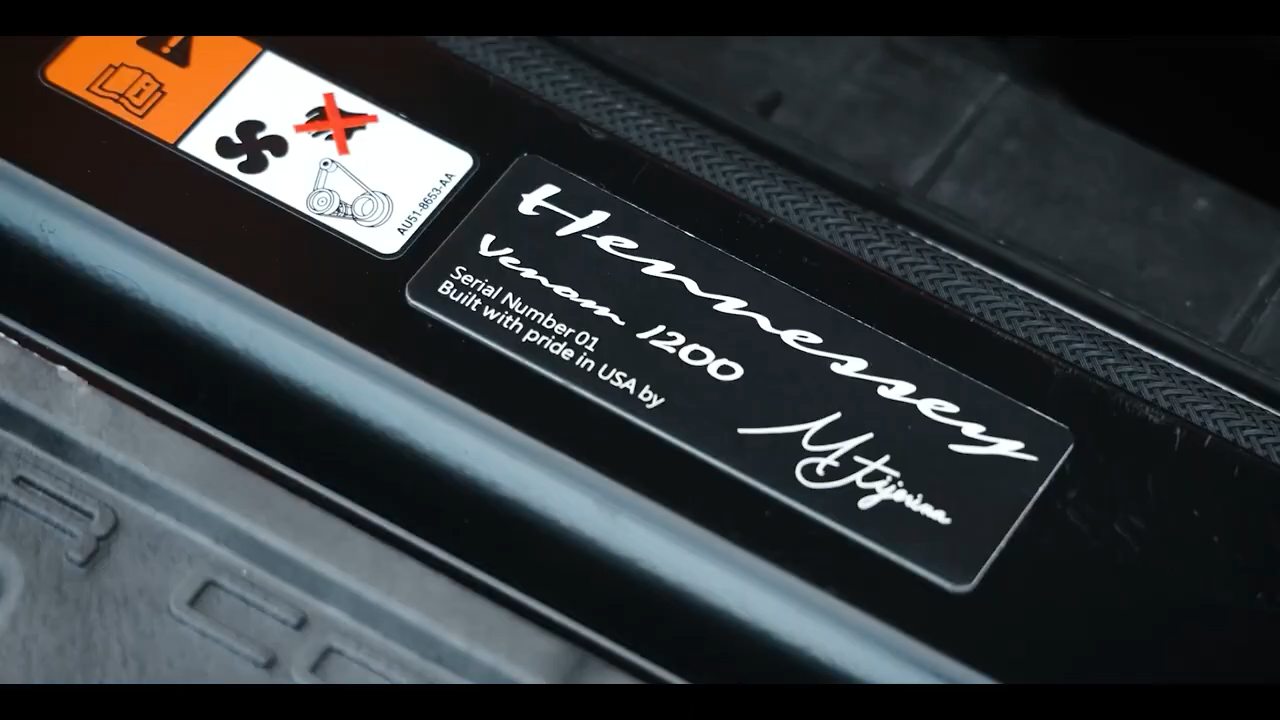 AU51-8653-AA
Hennessey
Venom 1200
Serial Number 01
Built with pride in USA by